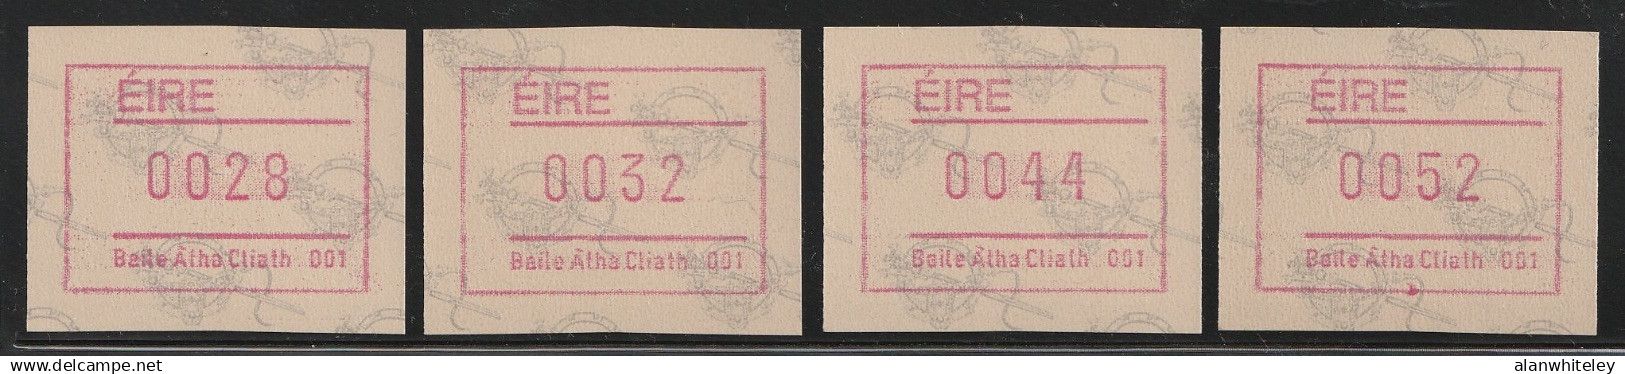 ÉIRE
0028
Baile Átha Cliath 001
ÉIRE
0032
Baile Átha Cliath 001
ÉIRE
0044
Baile Átha Cliath 001
ÉIRE
0052
Baile Átha Cliath 001
www.delcampe.net
alanwhiteley